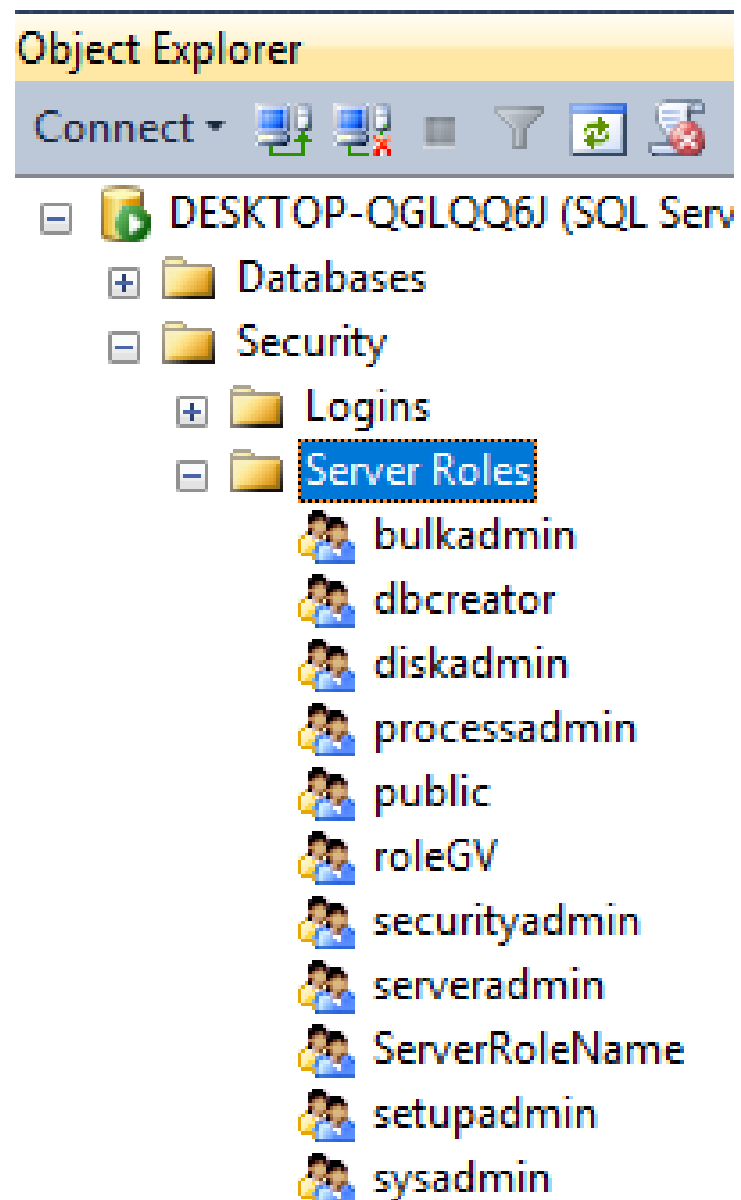 Object Explorer
Connect
DESKTOP-QGLQQ6J (SQL Serv
Databases
Security
Logins
Server Roles
bulkadmin
dbcreator
diskadmin
processadmin
public
roleGV
securityadmin
serveradmin
ServerRoleName
setupadmin
sysadmin